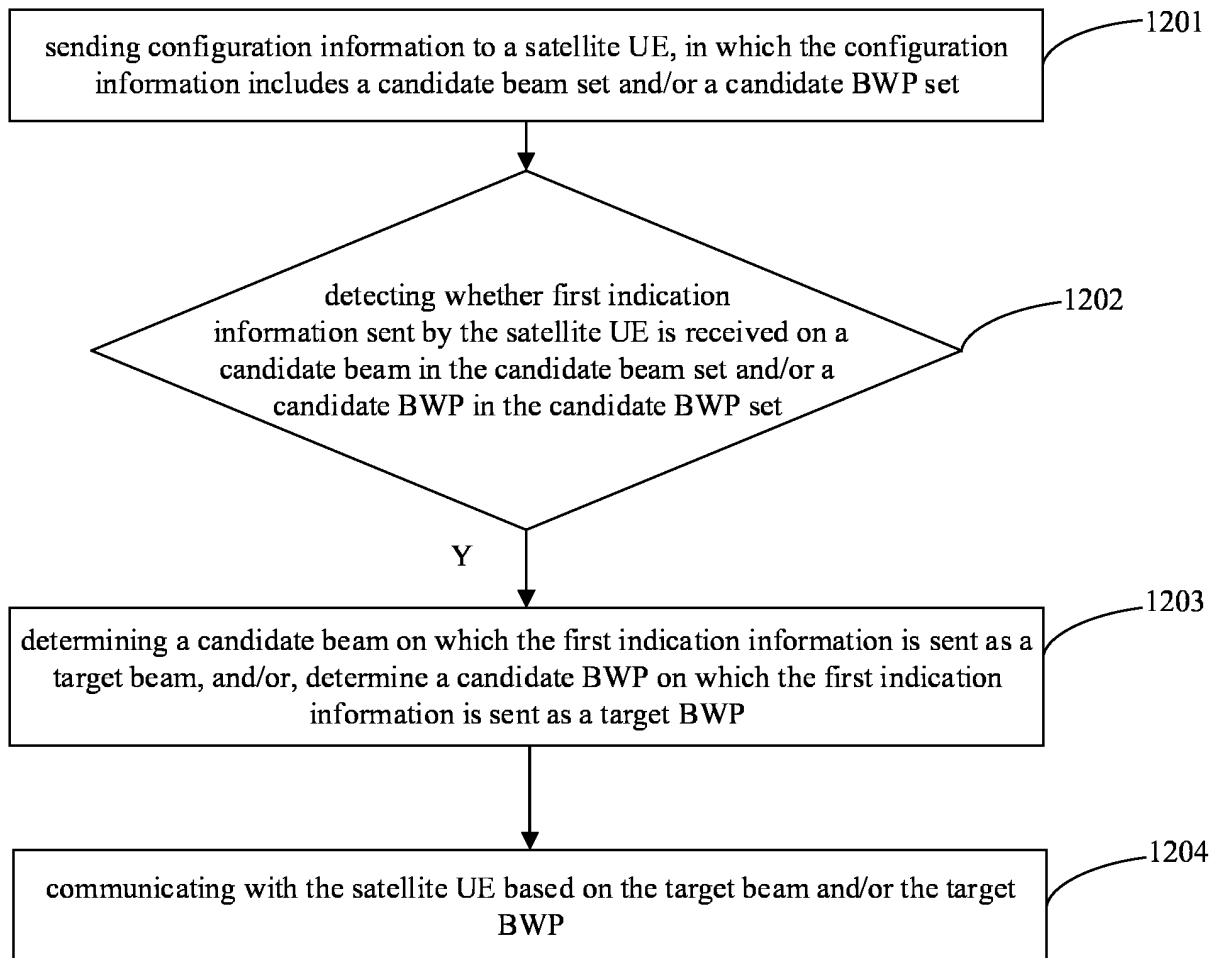 sending configuration information to a satellite UE, in which the configuration
information includes a candidate beam set and/or a candidate BWP set
1201
detecting whether first indication
information sent by the satellite UE is received on a
candidate beam in the candidate beam set and/or a
candidate BWP in the candidate BWP set
1202
Y
determining a candidate beam on which the first indication information is sent as a
target beam, and/or, determine a candidate BWP on which the first indication
information is sent as a target BWP
1203
communicating with the satellite UE based on the target beam and/or the target
BWP
1204